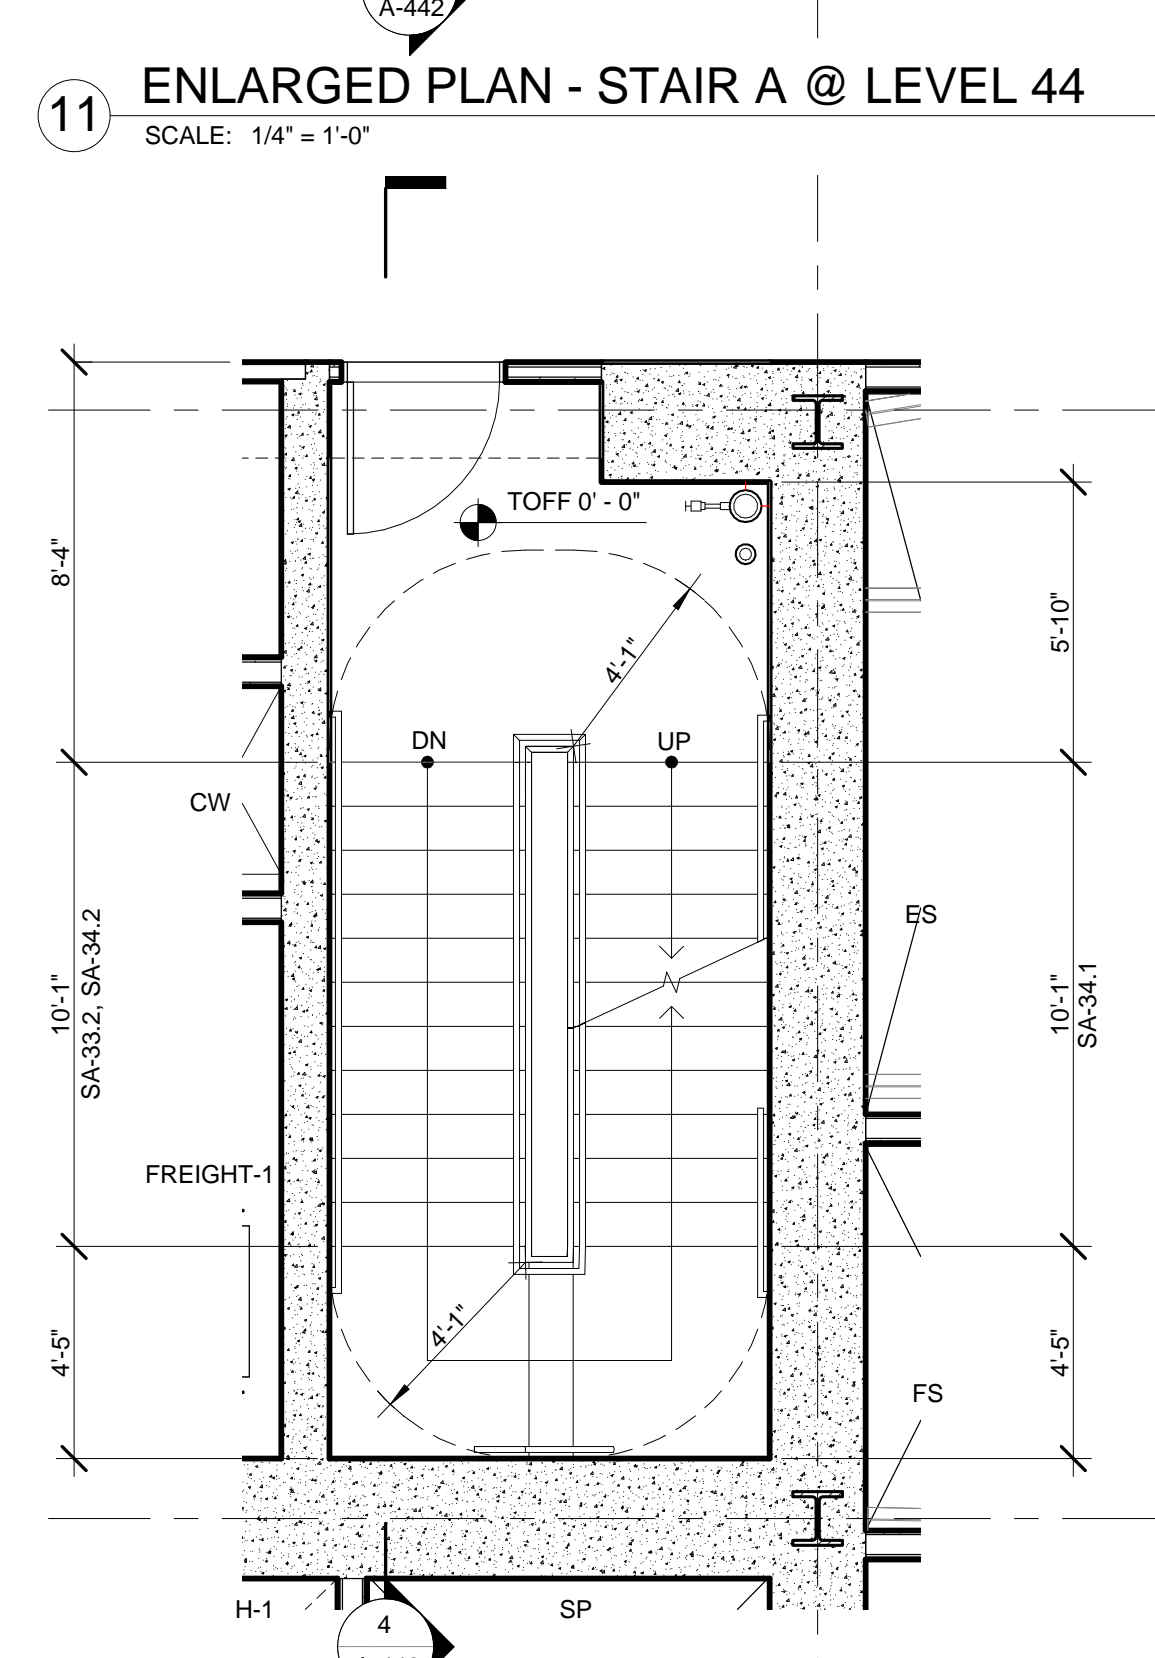 A-442
11
ENLARGED PLAN - STAIR A @ LEVEL 44
SCALE: 1/4" = 1'-0"
TOFF 0' - 0"
8'-4"
5'-10"
4'-1"
DN
UP
CW
ES
10'-1"
SA-33.2, SA-34.2
10'-1"
SA-34.1
FREIGHT-1
4'-1"
4'-5"
4'-5"
FS
H-1
SP
4